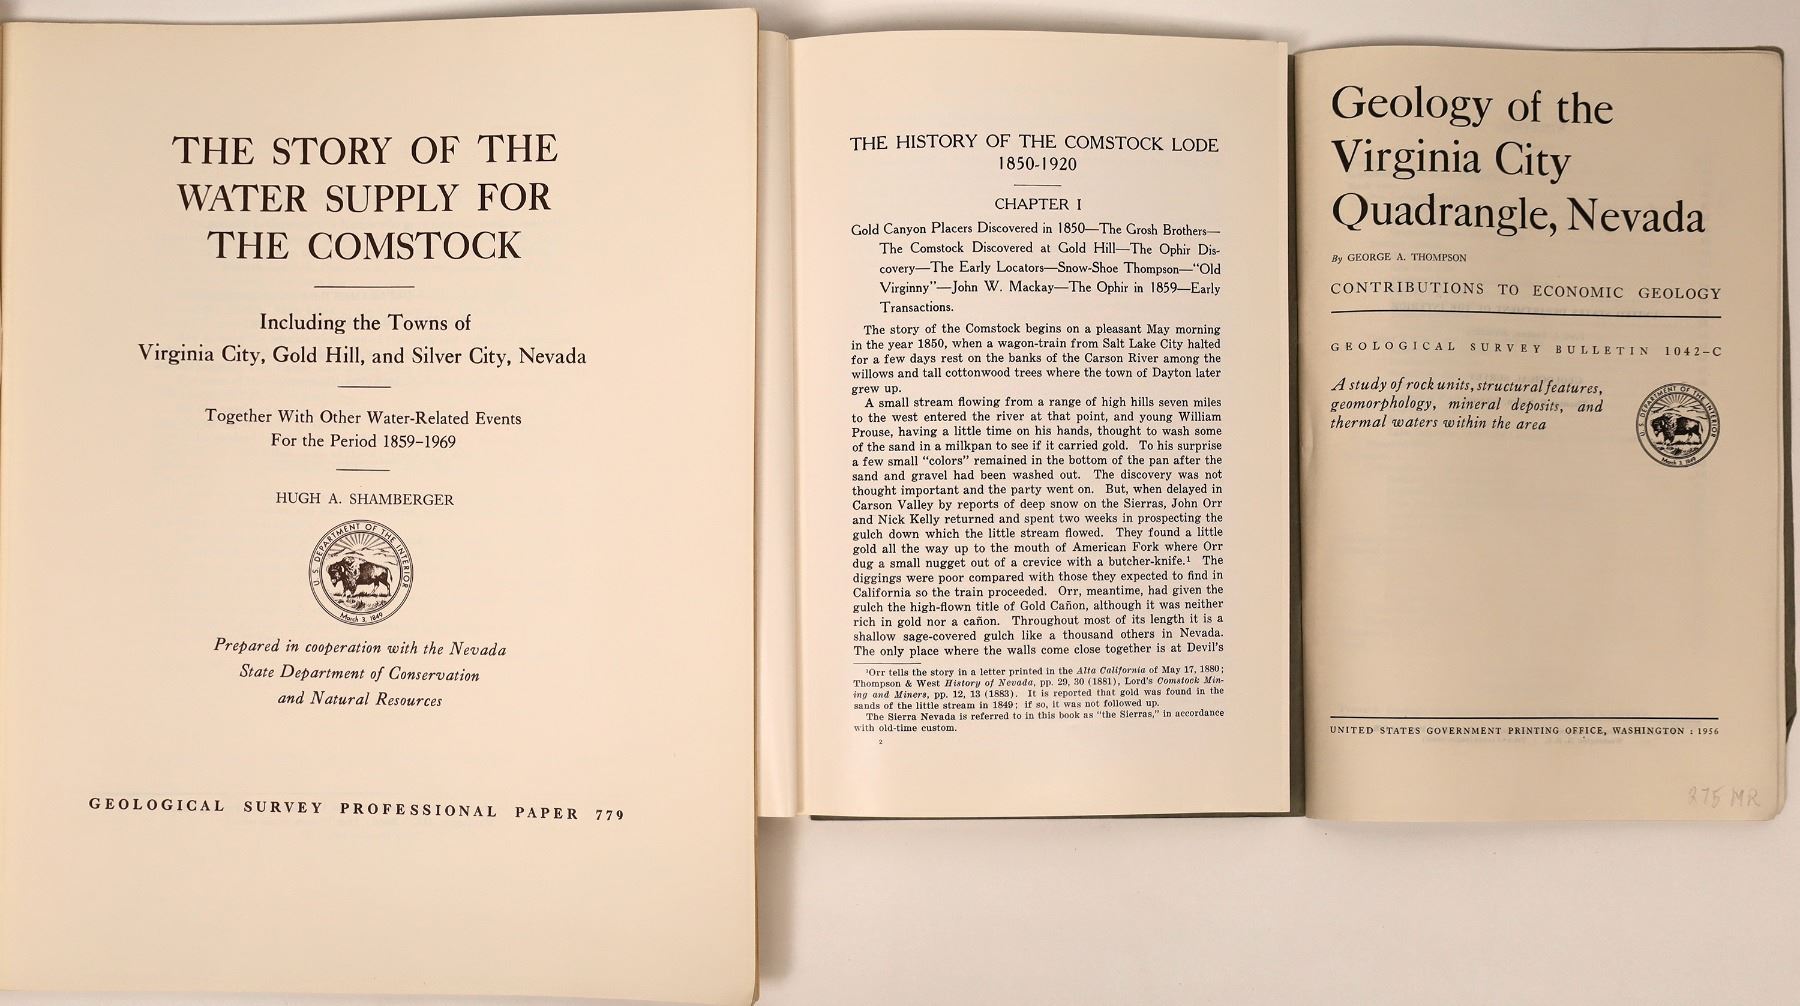 THE STORY OF THE
WATER SUPPLY FOR
THE COMSTOCK
Including the Towns of
Virginia City, Gold Hill, and Silver City, Nevada
Together With Other Water-Related Events
For the Period 1859–1969
HUGH A. SHAMBERGER
U. S. DEPARTMENT OF THE INTERIOR
March 3, 1849
Prepared in cooperation with the Nevada
State Department of Conservation
and Natural Resources
GEOLOGICAL SURVEY PROFESSIONAL PAPER 779
THE HISTORY OF THE COMSTOCK LODE
1850-1920
CHAPTER I
Gold Canyon Placers Discovered in 1850—The Grosh Brothers—
The Comstock Discovered at Gold Hill—The Ophir Dis-
covery—The Early Locators—Snow-Shoe Thompson—"Old
Virginny"—John W. Mackay—The Ophir in 1859—Early
Transactions.
The story of the Comstock begins on a pleasant May morning
in the year 1850, when a wagon-train from Salt Lake City halted
for a few days rest on the banks of the Carson River among the
willows and tall cottonwood trees where the town of Dayton later
grew up.
A small stream flowing from a range of high hills seven miles
to the west entered the river at that point, and young William
Prouse, having a little time on his hands, thought to wash some
of the sand in a milkpan to see if it carried gold. To his surprise
a few small "colors" remained in the bottom of the pan after the
sand and gravel had been washed out. The discovery was not
thought important and the party went on. But, when delayed in
Carson Valley by reports of deep snow on the Sierras, John Orr
and Nick Kelly returned and spent two weeks in prospecting the
gulch down which the little stream flowed. They found a little
gold all the way up to the mouth of American Fork where Orr
dug a small nugget out of a crevice with a butcher-knife.¹ The
diggings were poor compared with those they expected to find in
California so the train proceeded. Orr, meantime, had given the
gulch the high-flown title of Gold Cañon, although it was neither
rich in gold nor a cañon. Throughout most of its length it is a
shallow sage-covered gulch like a thousand others in Nevada.
The only place where the walls come close together is at Devil's
¹Orr tells the story in a letter printed in the Alta California of May 17, 1880;
Thompson & West History of Nevada, pp. 29, 30 (1881), Lord's Comstock Min-
ing and Miners, pp. 12, 13 (1883). It is reported that gold was found in the
sands of the little stream in 1849; if so, it was not followed up.
The Sierra Nevada is referred to in this book as "the Sierras," in accordance
with old-time custom.
2
Geology of the
Virginia City
Quadrangle, Nevada
By GEORGE A. THOMPSON
CONTRIBUTIONS TO ECONOMIC GEOLOGY
GEOLOGICAL SURVEY BULLETIN 1042-C
A study of rock units, structural features,
geomorphology, mineral deposits, and
thermal waters within the area
U. S. DEPARTMENT OF THE INTERIOR
March 3, 1849
UNITED STATES GOVERNMENT PRINTING OFFICE, WASHINGTON : 1956
275 MR